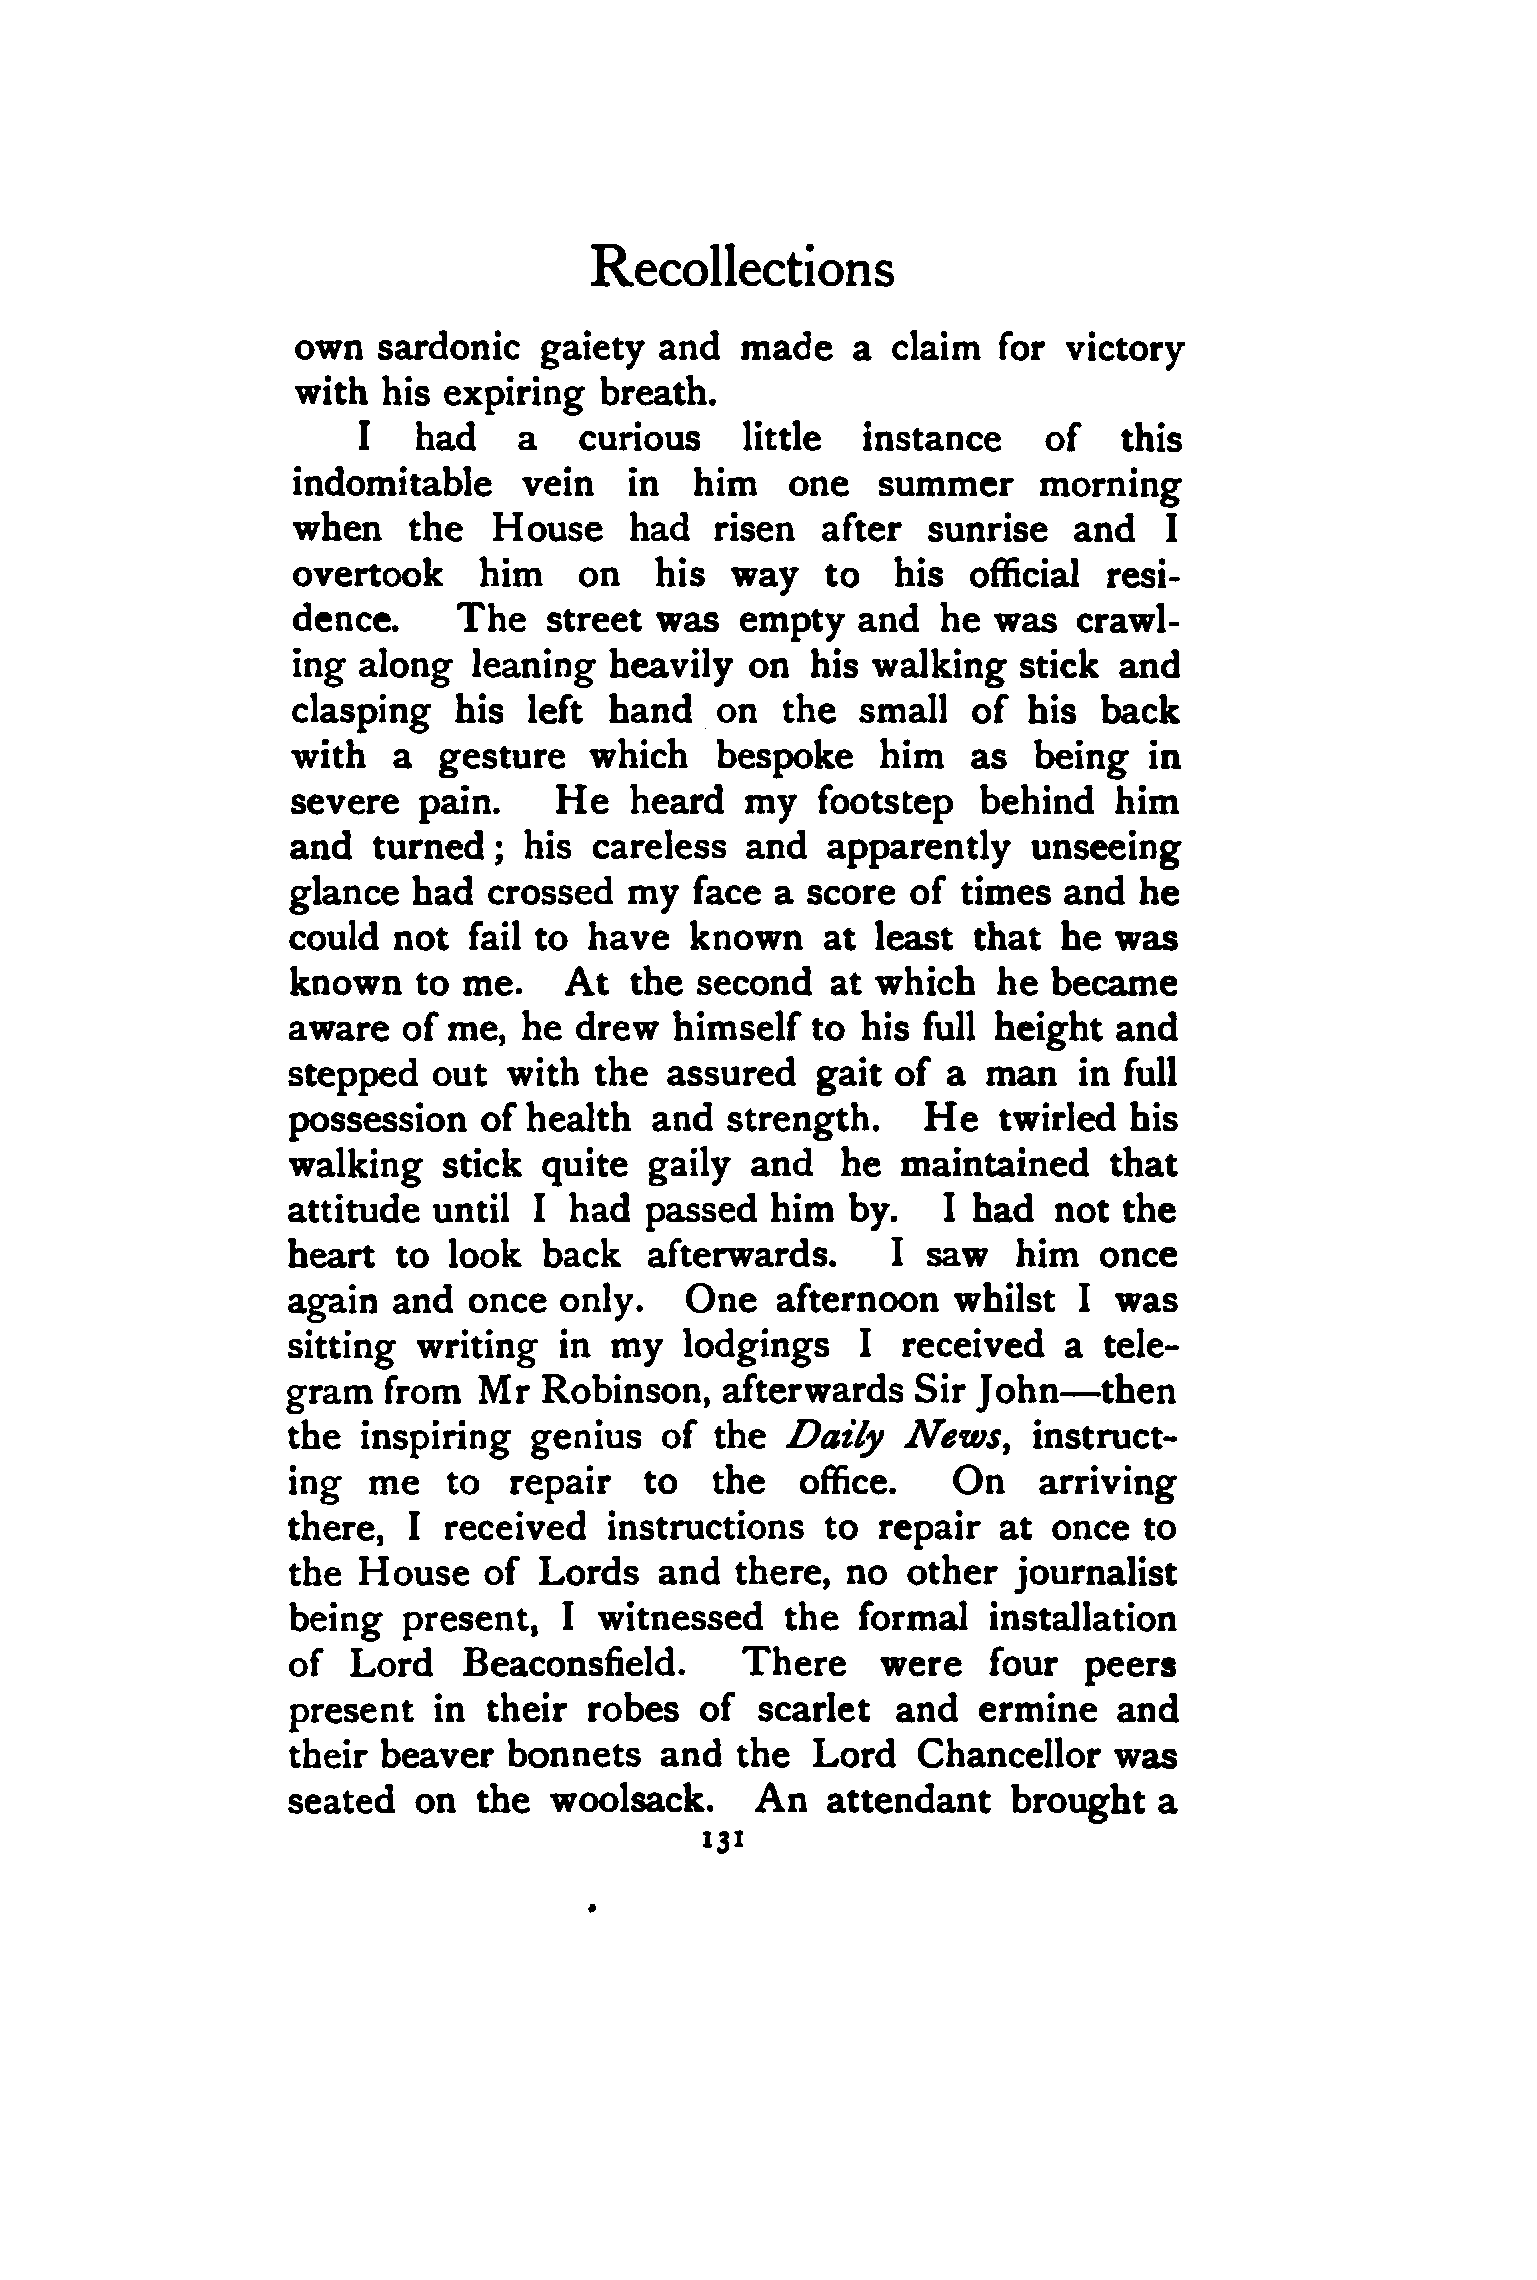 Recollections
own sardonic gaiety and made a claim for victory
with his expiring breath.
I had a curious little instance of this
indomitable vein in him one summer morning
when the House had risen after sunrise and I
overtook him on his way to his official resi-
dence. The street was empty and he was crawl-
ing along leaning heavily on his walking stick and
clasping his left hand on the small of his back
with a gesture which bespoke him as being in
severe pain. He heard my footstep behind him
and turned; his careless and apparently unseeing
glance had crossed my face a score of times and he
could not fail to have known at least that he was
known to me. At the second at which he became
aware of me, he drew himself to his full height and
stepped out with the assured gait of a man in full
possession of health and strength. He twirled his
walking stick quite gaily and he maintained that
attitude until I had passed him by. I had not the
heart to look back afterwards. I saw him once
again and once only. One afternoon whilst I was
sitting writing in my lodgings I received a tele-
gram from Mr Robinson, afterwards Sir John—then
the inspiring genius of the Daily News, instruct-
ing me to repair to the office. On arriving
there, I received instructions to repair at once to
the House of Lords and there, no other journalist
being present, I witnessed the formal installation
of Lord Beaconsfield. There were four peers
present in their robes of scarlet and ermine and
their beaver bonnets and the Lord Chancellor was
seated on the woolsack. An attendant brought a
131